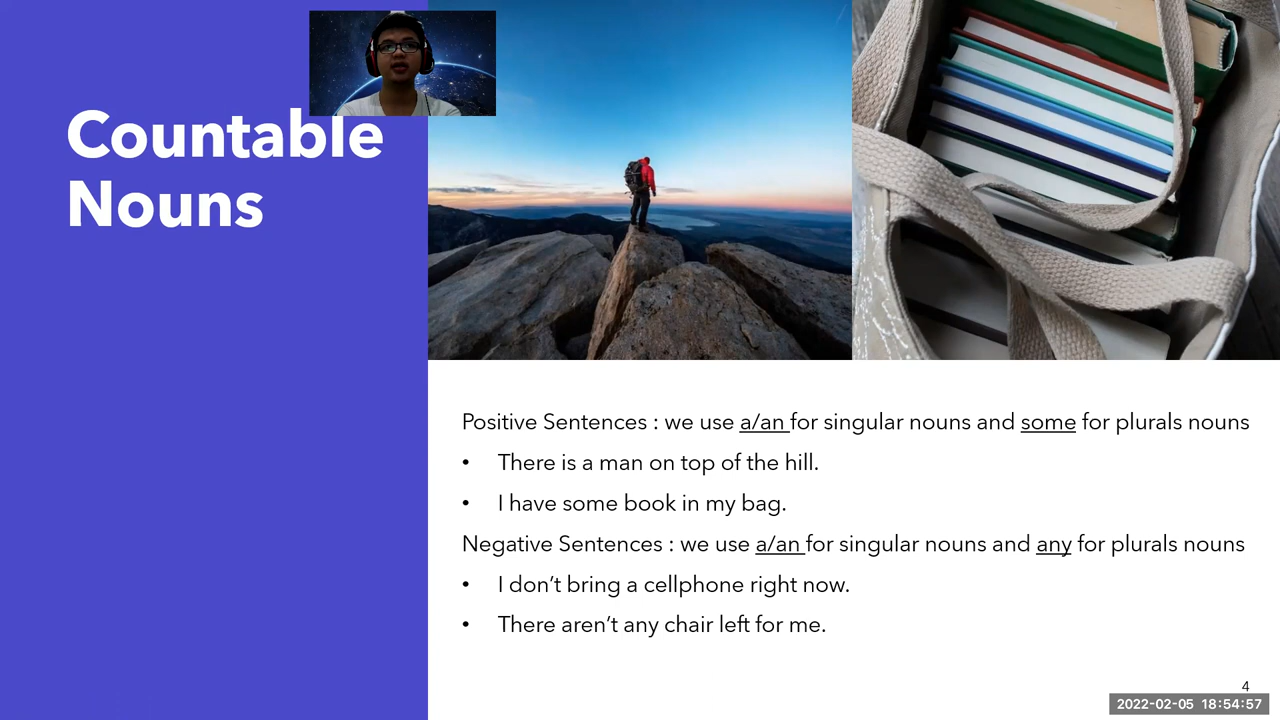 Countable
Nouns
Positive Sentences : we use a/an for singular nouns and some for plurals nouns
• There is a man on top of the hill.
• I have some book in my bag.
Negative Sentences : we use a/an for singular nouns and any for plurals nouns
• I don’t bring a cellphone right now.
• There aren’t any chair left for me.
4
2022-02-05 18:54:57